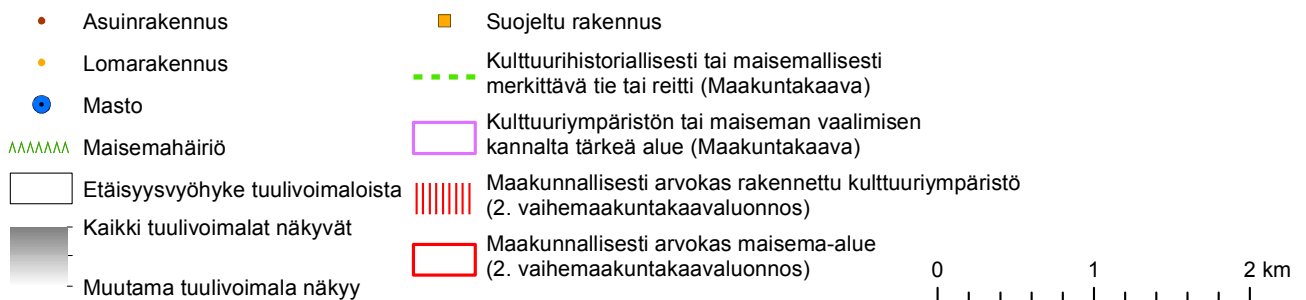 Asuinrakennus
Lomarakennus
Masto
Maisemahäiriö
Etäisyysvyöhyke tuulivoimaloista
Kaikki tuulivoimalat näkyvät
Muutama tuulivoimala näkyy
Suojeltu rakennus
Kulttuurihistoriallisesti tai maisemallisesti
merkittävä tie tai reitti (Maakuntakaava)
Kulttuuriympäristön tai maiseman vaalimisen
kannalta tärkeä alue (Maakuntakaava)
Maakunnallisesti arvokas rakennettu kulttuuriympäristö
(2. vaihemaakuntakaavaluonnos)
Maakunnallisesti arvokas maisema-alue
(2. vaihemaakuntakaavaluonnos)
0 1 2 km